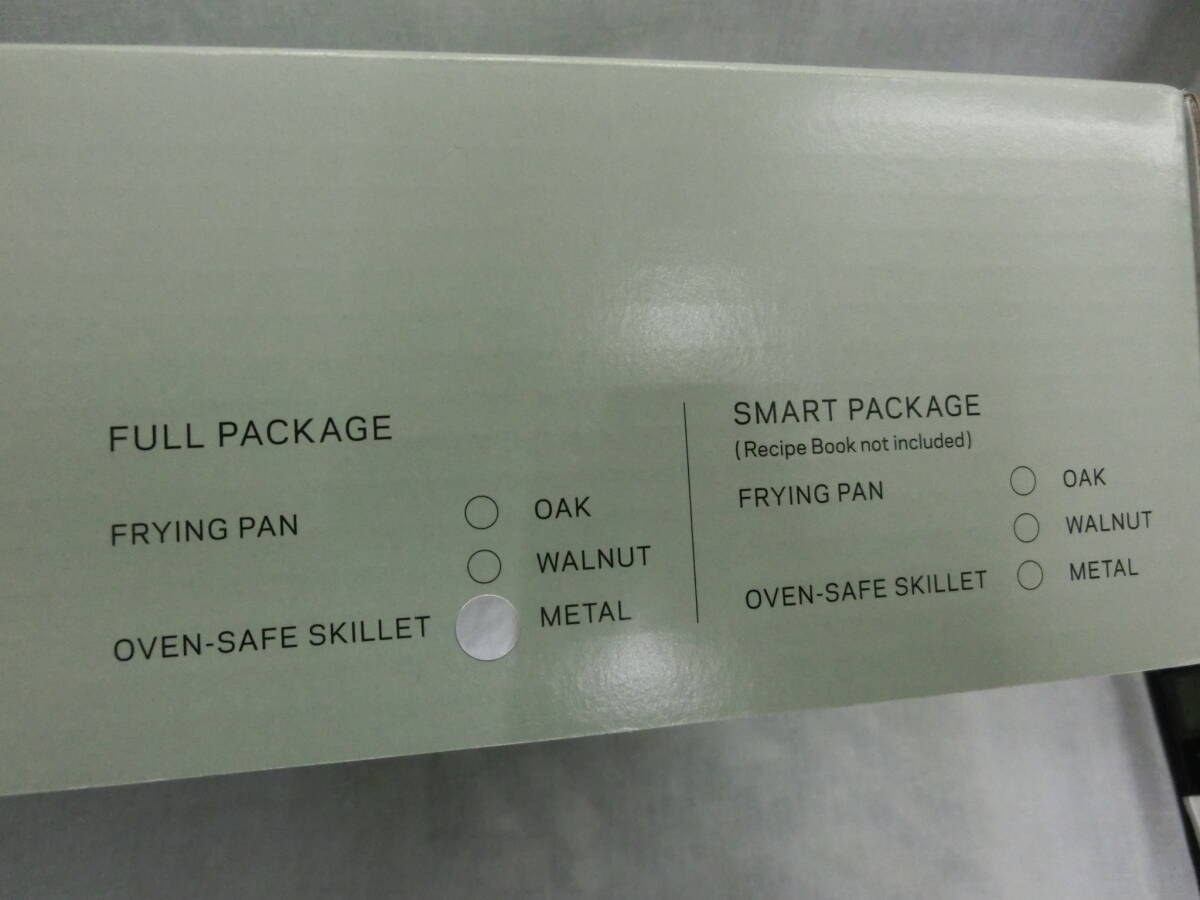 FULL PACKAGE
FRYING PAN
OAK
WALNUT
OVEN-SAFE SKILLET
METAL
SMART PACKAGE
(Recipe Book not included)
FRYING PAN
OAK
WALNUT
OVEN-SAFE SKILLET
METAL